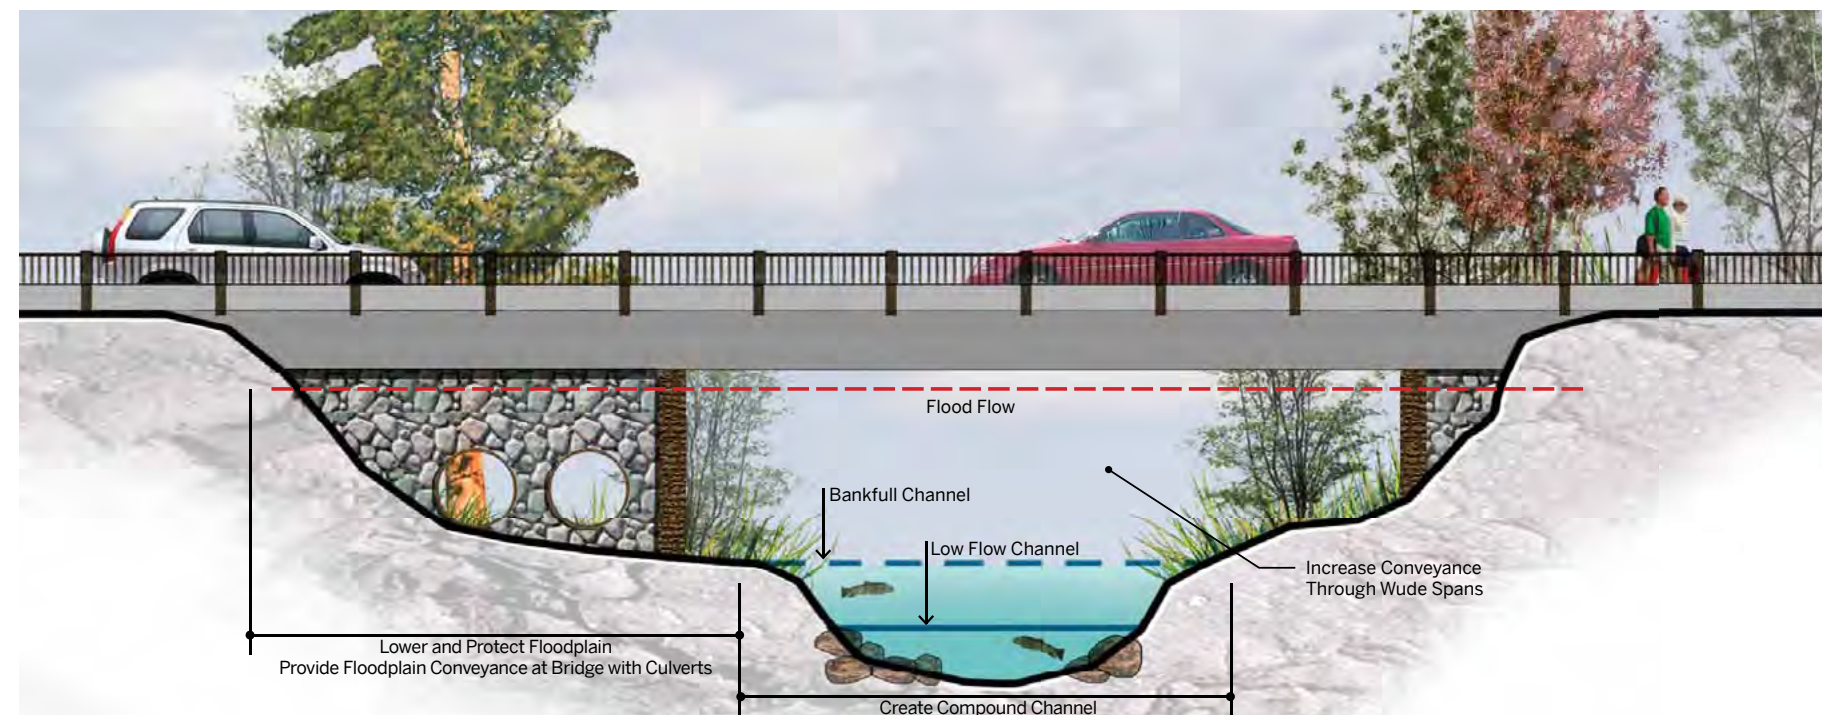 Flood Flow
Bankfull Channel
Low Flow Channel
Increase Conveyance
Through Wude Spans
Lower and Protect Floodplain
Provide Floodplain Conveyance at Bridge with Culverts
Create Compound Channel